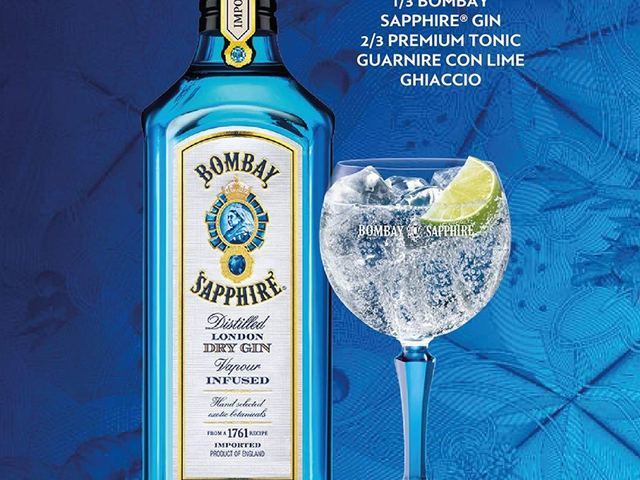 1/3 BOMBAY
SAPPHIRE® GIN
2/3 PREMIUM TONIC
GUARNIRE CON LIME
GHIACCIO
BOMBAY
SAPPHIRE®
Distilled
LONDON
DRY GIN
Vapour
INFUSED
Hand selected
exotic botanicals
FROM A 1761 RECIPE
IMPORTED
PRODUCT OF ENGLAND
BOMBAY SAPPHIRE